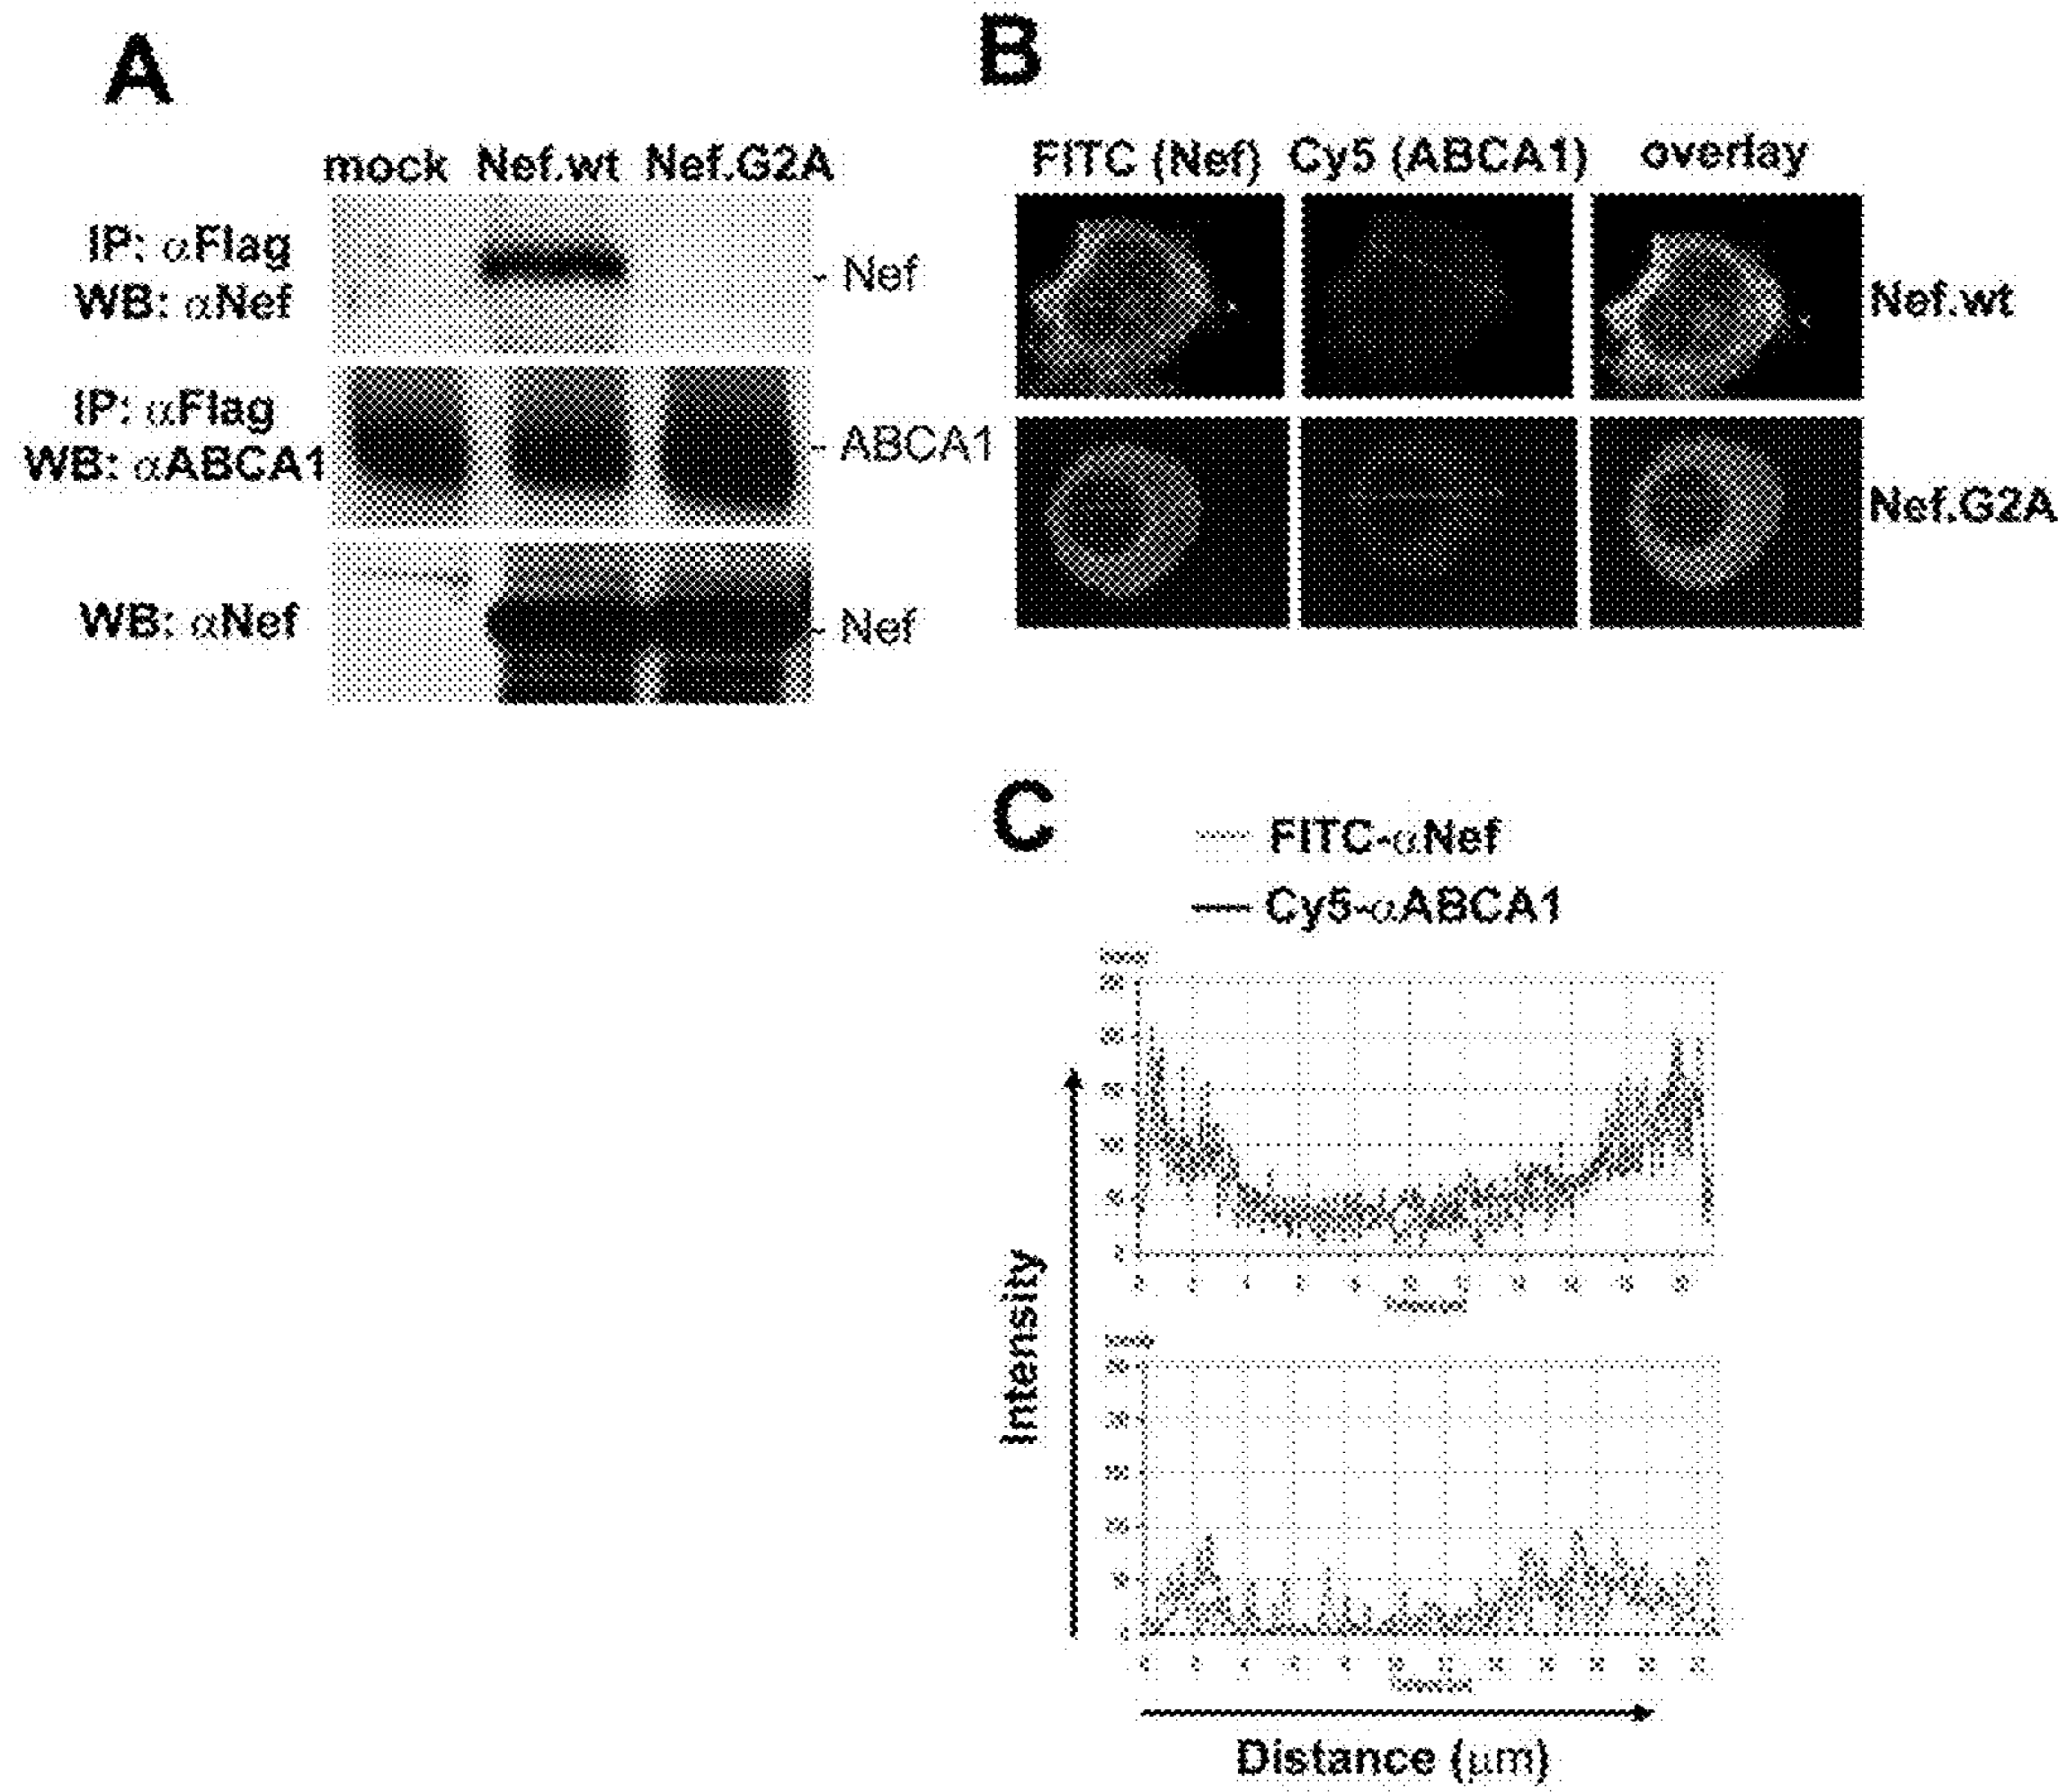 A
mock Nef.wt Nef.G2A
IP: αFlag
WB: αNef
- Nef
IP: αFlag
WB: αABCA1
- ABCA1
WB: αNef
- Nef
B
FITC (Nef) Cy5 (ABCA1) overlay
Nef.wt
Nef.G2A
C
FITC-αNef
Cy5-αABCA1
Intensity
Distance (μm)